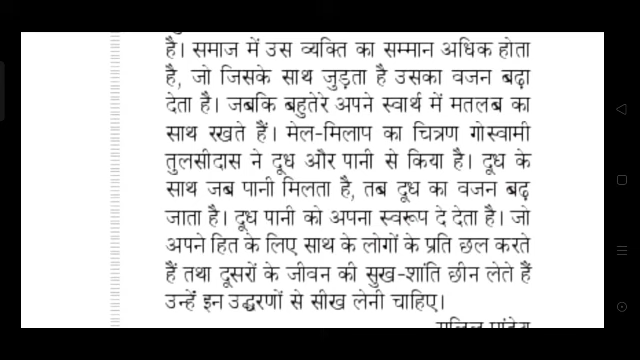 है। समाज में उस व्यक्ति का सम्मान अधिक होता
है, जो जिसके साथ जुड़ता है उसका वजन बढ़ा
देता है। जबकि बहुतेरे अपने स्वार्थ में मतलब का
साथ रखते हैं। मेल-मिलाप का चित्रण गोस्वामी
तुलसीदास ने दूध और पानी से किया है। दूध के
साथ जब पानी मिलता है, तब दूध का वजन बढ़
जाता है। दूध पानी को अपना स्वरूप दे देता है। जो
अपने हित के लिए साथ के लोगों के प्रति छल करते
हैं तथा दूसरों के जीवन की सुख-शांति छीन लेते हैं
उन्हें इन उद्धरणों से सीख लेनी चाहिए।